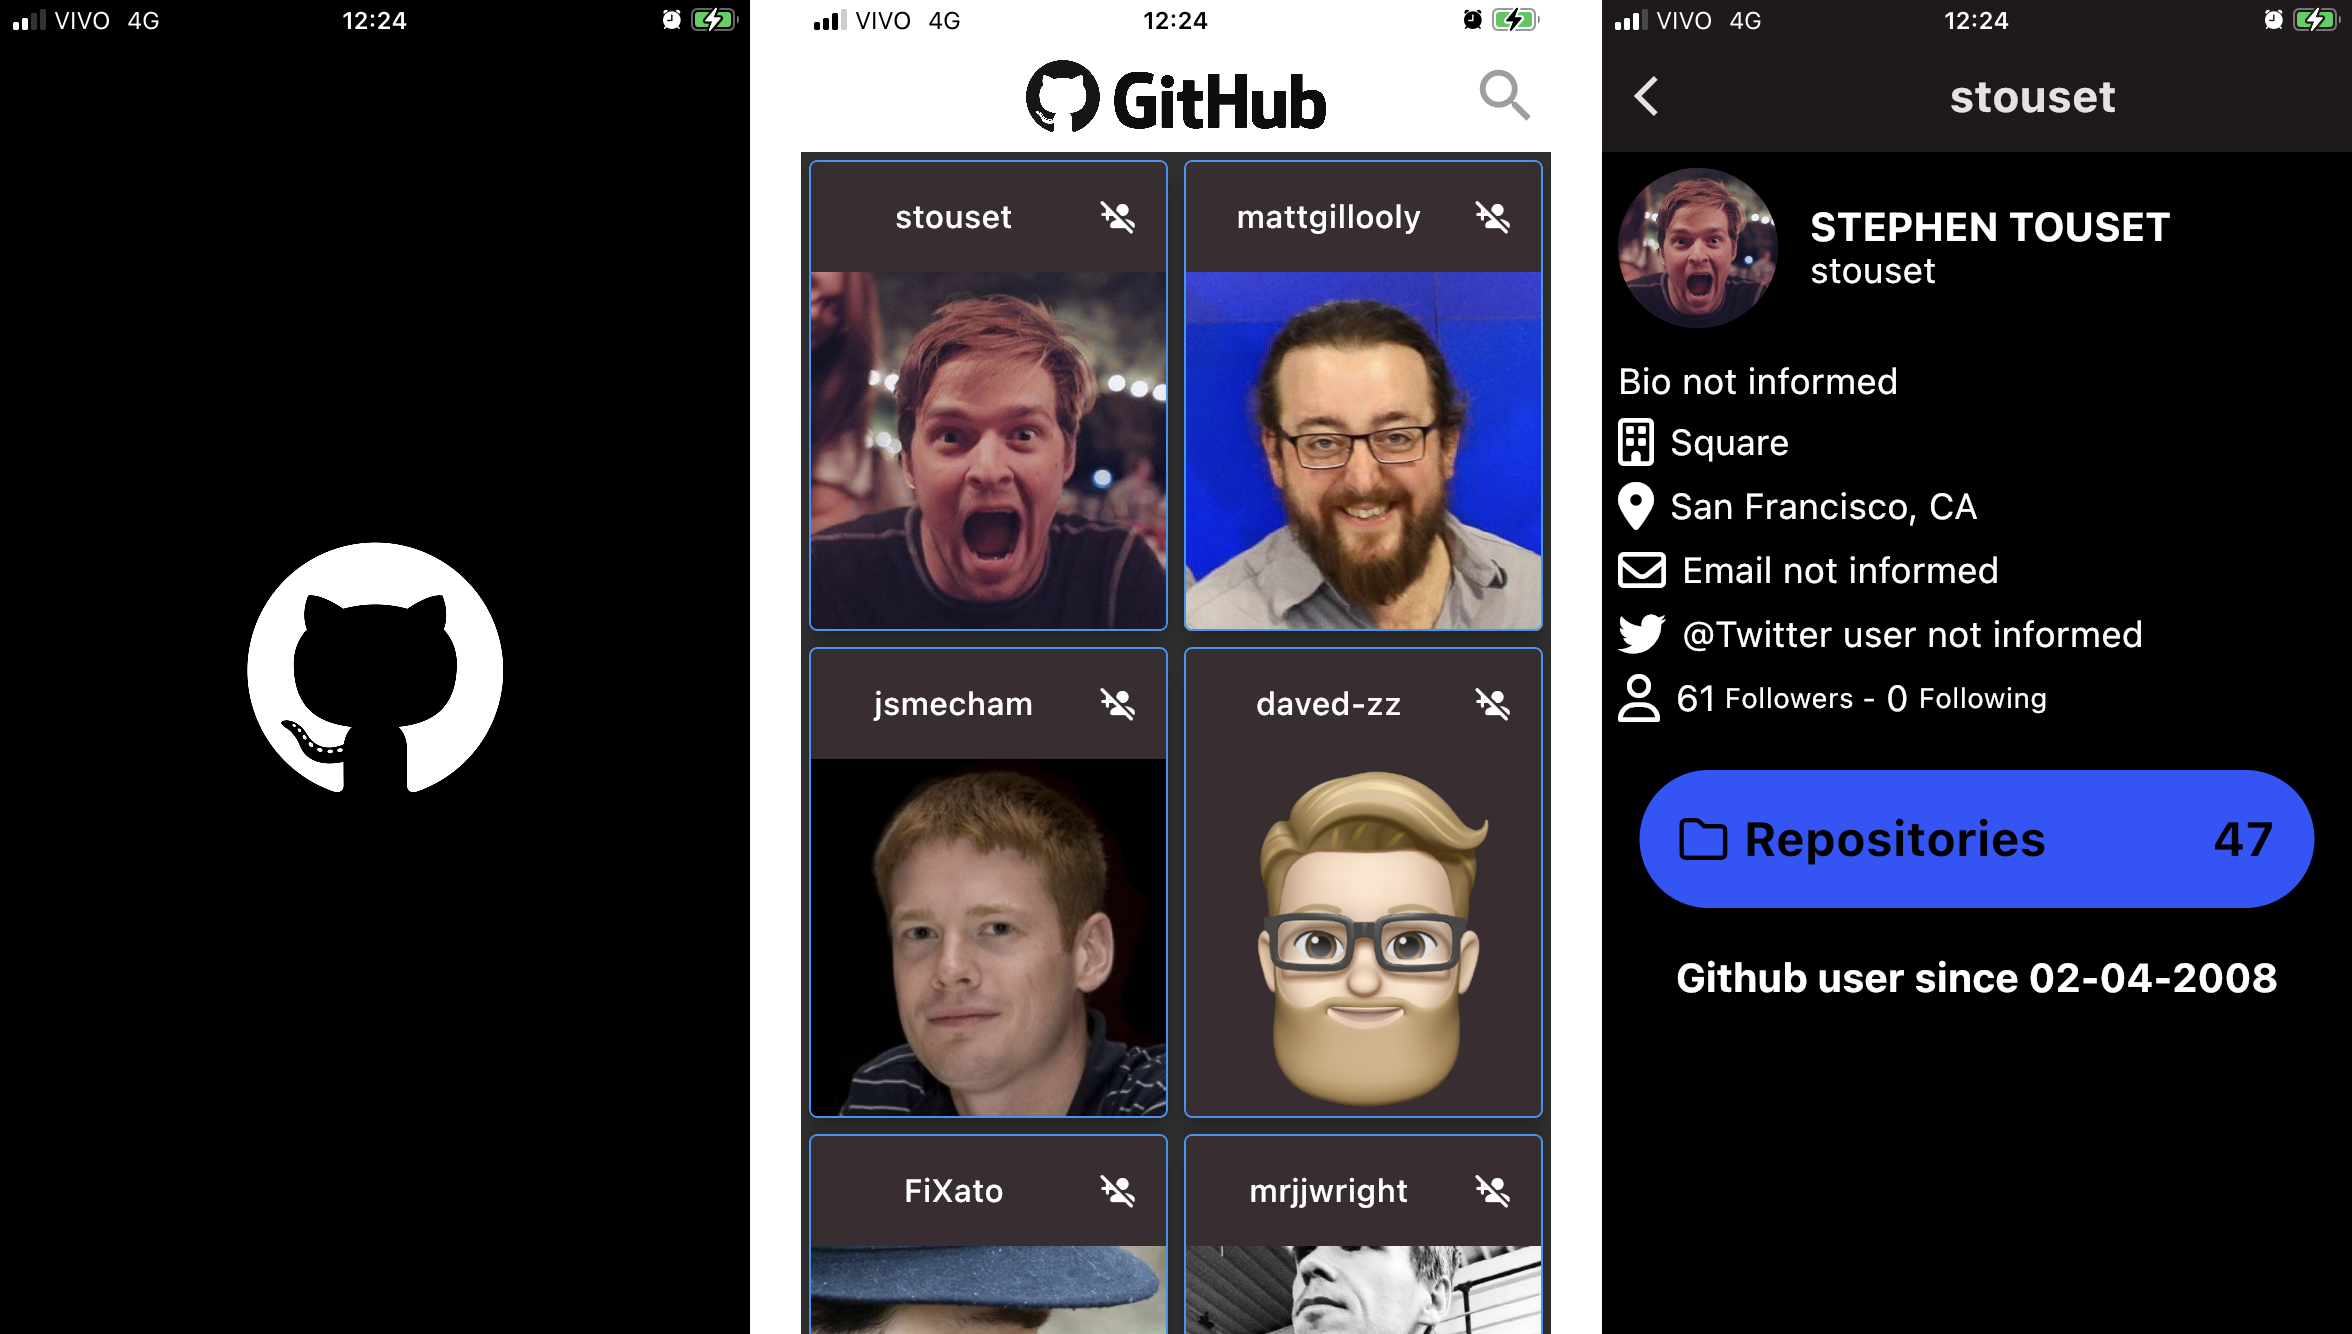 VIVO 4G 12:24
VIVO 4G 12:24
GitHub
stouset
mattgillooly
jsmecham
daved-zz
FiXato
mrjjwright
VIVO 4G 12:24
stouset
STEPHEN TOUSET
stouset
Bio not informed
Square
San Francisco, CA
Email not informed
@Twitter user not informed
61 Followers - 0 Following
Repositories 47
Github user since 02-04-2008